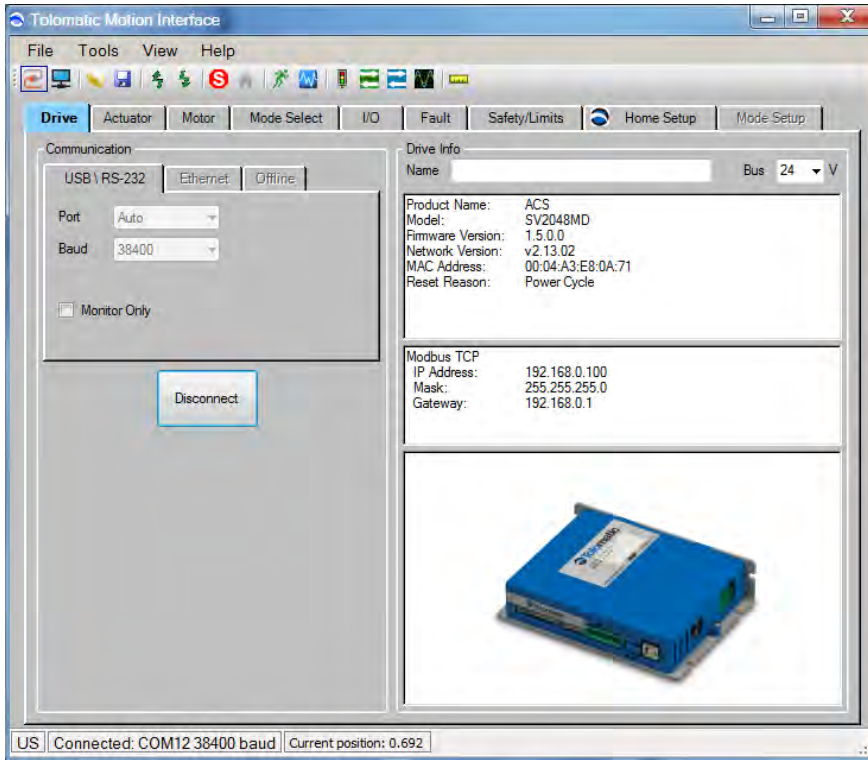 Tolomatic Motion Interface
File Tools View Help
S
Drive Actuator Motor Mode Select I/O Fault Safety/Limits Home Setup Mode Setup
Communication
USB \ RS-232 Ethernet Offline
Port Auto
Baud 38400
Monitor Only
Disconnect
Drive Info
Name Bus 24 V
Product Name: ACS
Model: SV2048MD
Firmware Version: 1.5.0.0
Network Version: v2.13.02
MAC Address: 00:04:A3:E8:0A:71
Reset Reason: Power Cycle
Modbus TCP
IP Address: 192.168.0.100
Mask: 255.255.255.0
Gateway: 192.168.0.1
Tolomatic
US Connected: COM12 38400 baud Current position: 0.692